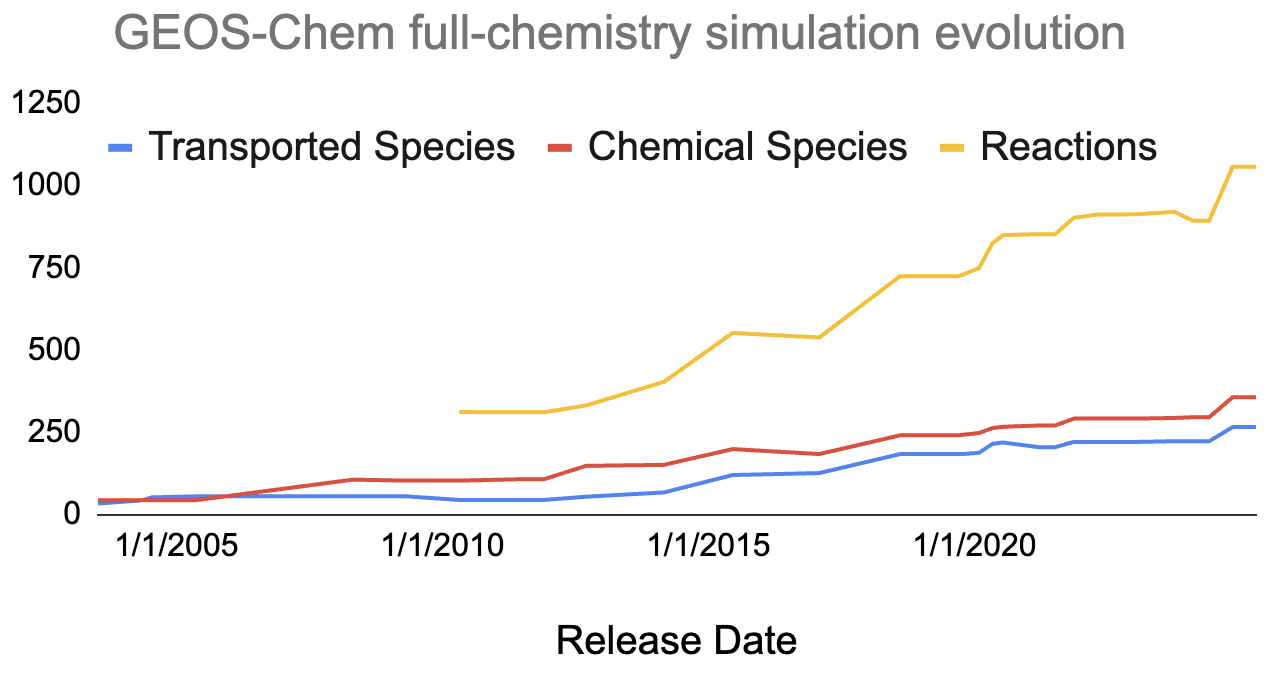 GEOS-Chem full-chemistry simulation evolution
1250
Transported Species Chemical Species Reactions
1000
750
500
250
0
1/1/2005 1/1/2010 1/1/2015 1/1/2020
Release Date